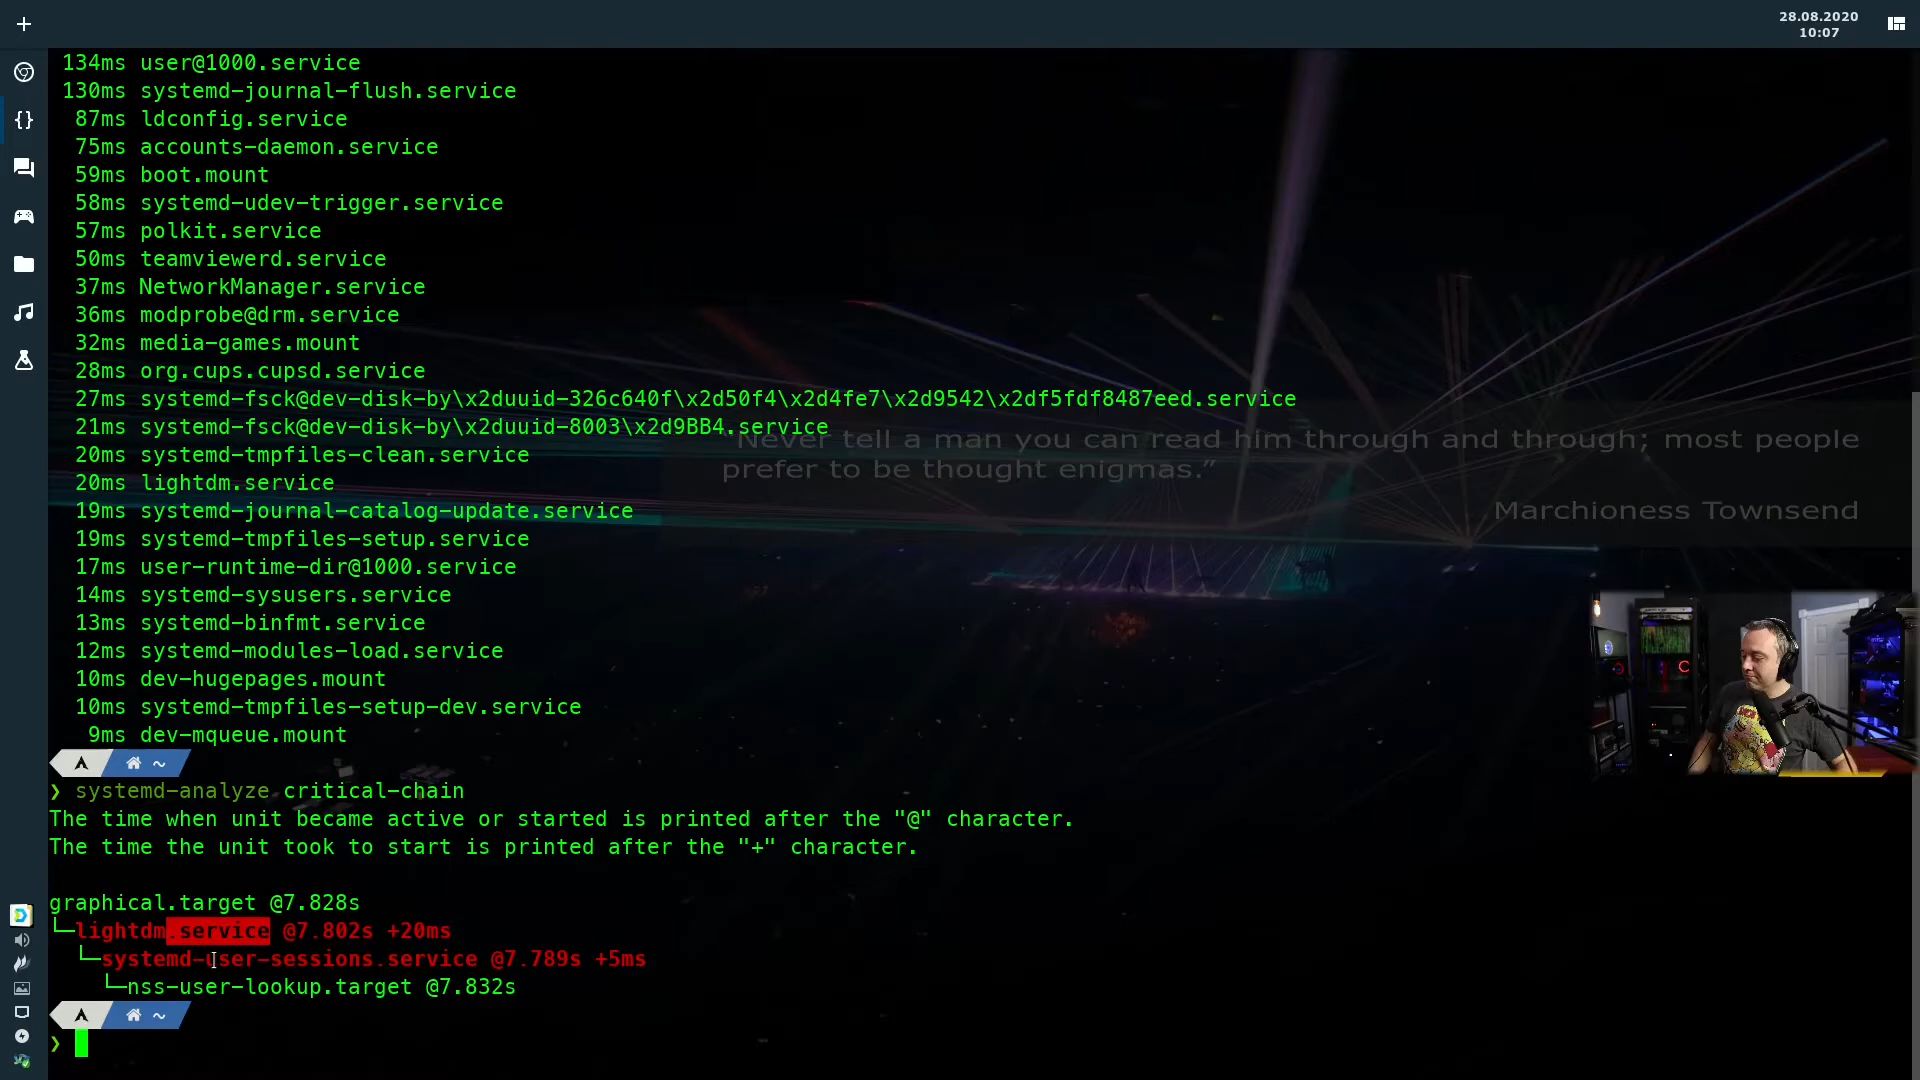 28.08.2020
10:07
134ms user@1000.service
130ms systemd-journal-flush.service
87ms ldconfig.service
75ms accounts-daemon.service
59ms boot.mount
58ms systemd-udev-trigger.service
57ms polkit.service
50ms teamviewerd.service
37ms NetworkManager.service
36ms modprobe@drm.service
32ms media-games.mount
28ms org.cups.cupsd.service
27ms systemd-fsck@dev-disk-by\x2duuid-326c640f\x2d50f4\x2d4fe7\x2d9542\x2df5fdf8487eed.service
21ms systemd-fsck@dev-disk-by\x2duuid-8003\x2d9BB4.service
“Never tell a man you can read him through and through; most people
prefer to be thought enigmas.”
Marchioness Townsend
20ms systemd-tmpfiles-clean.service
20ms lightdm.service
19ms systemd-journal-catalog-update.service
19ms systemd-tmpfiles-setup.service
17ms user-runtime-dir@1000.service
14ms systemd-sysusers.service
13ms systemd-binfmt.service
12ms systemd-modules-load.service
10ms dev-hugepages.mount
10ms systemd-tmpfiles-setup-dev.service
9ms dev-mqueue.mount
~
❯ systemd-analyze critical-chain
The time when unit became active or started is printed after the "@" character.
The time the unit took to start is printed after the "+" character.
graphical.target @7.828s
└─lightdm.service @7.802s +20ms
└─systemd-user-sessions.service @7.789s +5ms
└─nss-user-lookup.target @7.832s
~
❯